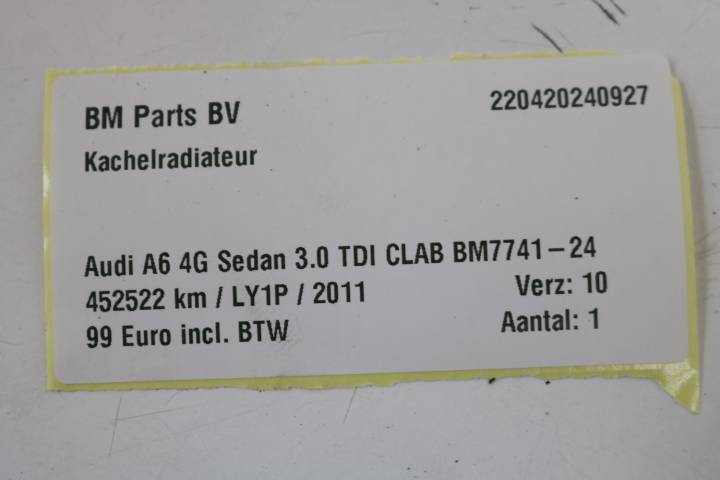 BM Parts BV 220420240927
Kachelradiateur
Audi A6 4G Sedan 3.0 TDI CLAB BM7741-24
452522 km / LY1P / 2011 Verz: 10
99 Euro incl. BTW Aantal: 1